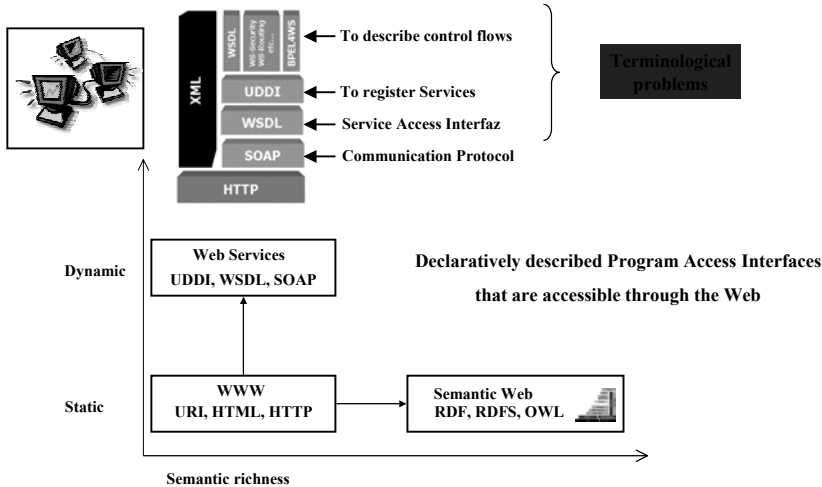 XML
WSDL
WS-Security
WS-Routing
etc...
BPEL4WS
To describe control flows
UDDI
To register Services
WSDL
Service Access Interfaz
SOAP
Communication Protocol
HTTP
Terminological
problems
Dynamic
Web Services
UDDI, WSDL, SOAP
Declaratively described Program Access Interfaces
that are accessible through the Web
Static
WWW
URI, HTML, HTTP
Semantic Web
RDF, RDFS, OWL
Semantic richness